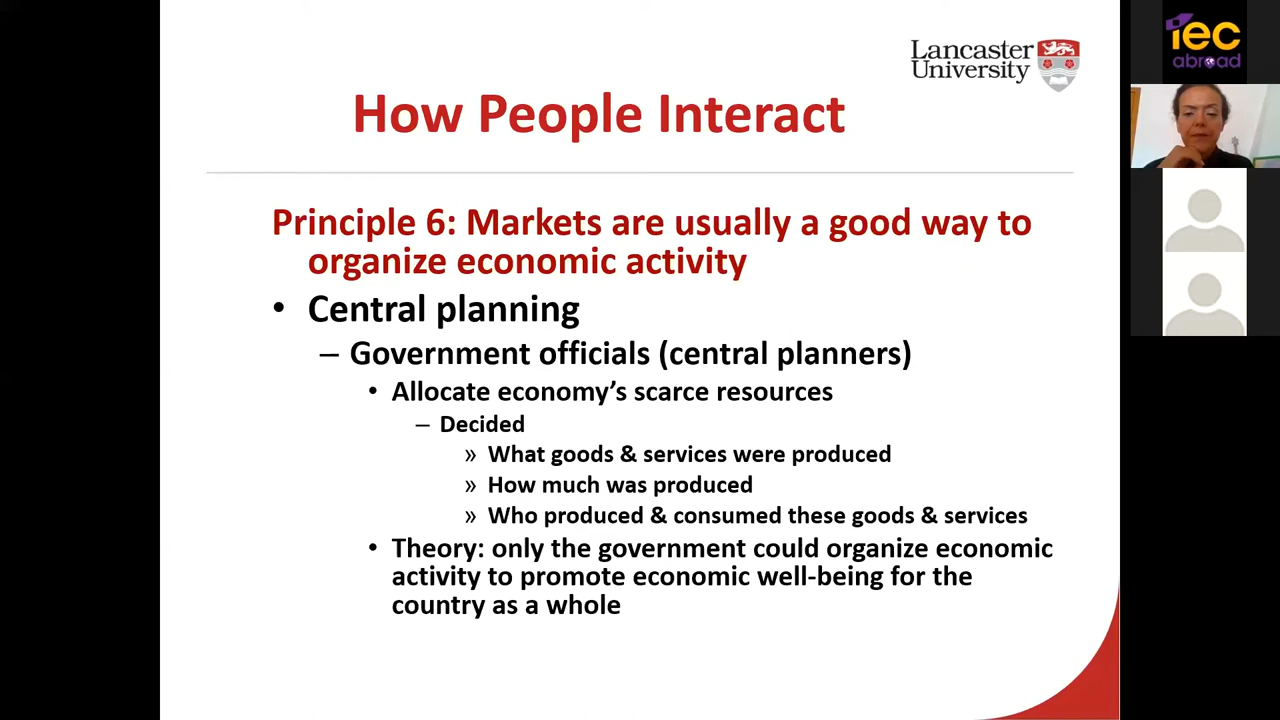 Lancaster
University
How People Interact
Principle 6: Markets are usually a good way to
organize economic activity
• Central planning
– Government officials (central planners)
• Allocate economy's scarce resources
– Decided
» What goods & services were produced
» How much was produced
» Who produced & consumed these goods & services
• Theory: only the government could organize economic
activity to promote economic well-being for the
country as a whole
iec
abroad